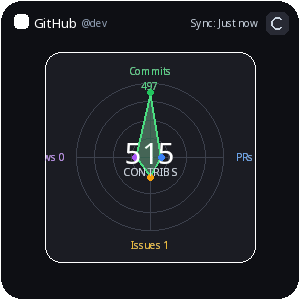 GitHub @dev Sync: Just now
Commits
497
515
CONTRIBS
ws 0
PRs
Issues 1